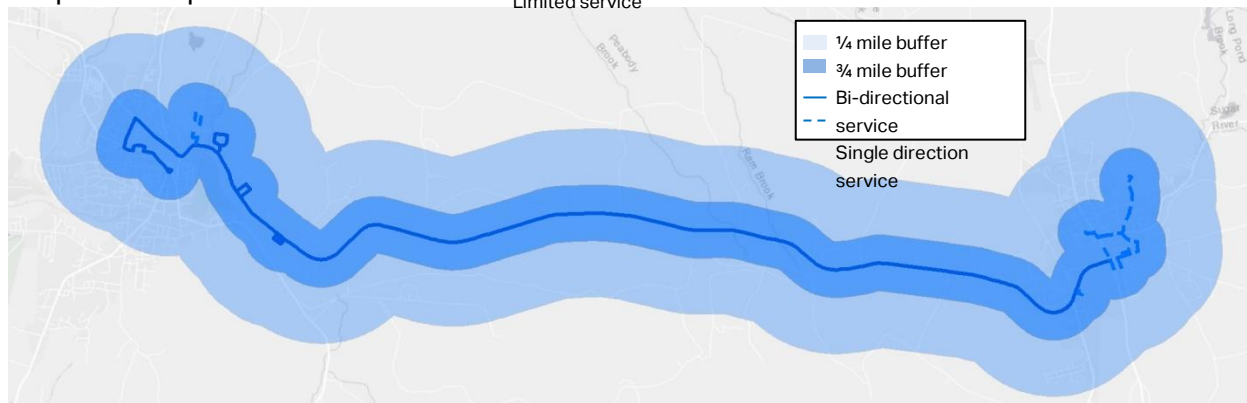 Limited service
¼ mile buffer
¾ mile buffer
Bi-directional
service
Single direction
service
Peabody
Brook
Ram Brook
Long Pond
Brook
Sugar
River